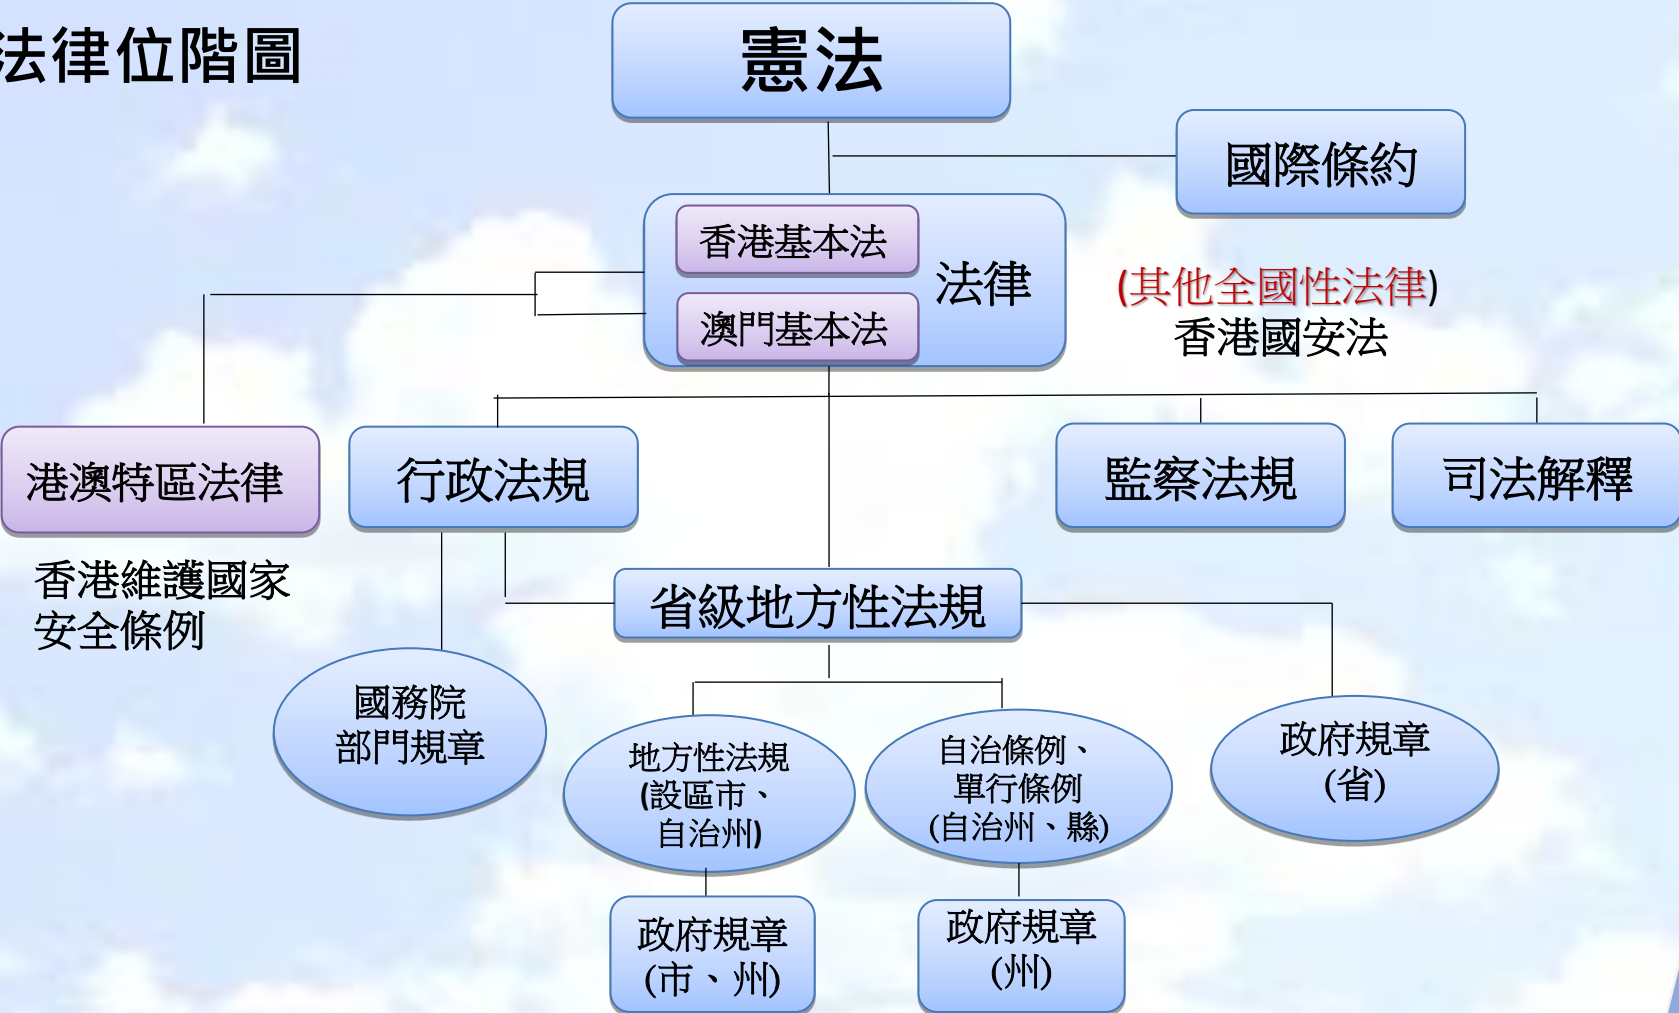 法律位階圖
憲法
國際條約
香港基本法
法律
澳門基本法
(其他全國性法律)
香港國安法
港澳特區法律
行政法規
監察法規
司法解釋
香港維護國家
安全條例
省級地方性法規
國務院
部門規章
地方性法規
(設區市、
自治州)
自治條例、
單行條例
(自治州、縣)
政府規章
(省)
政府規章
(市、州)
政府規章
(州)